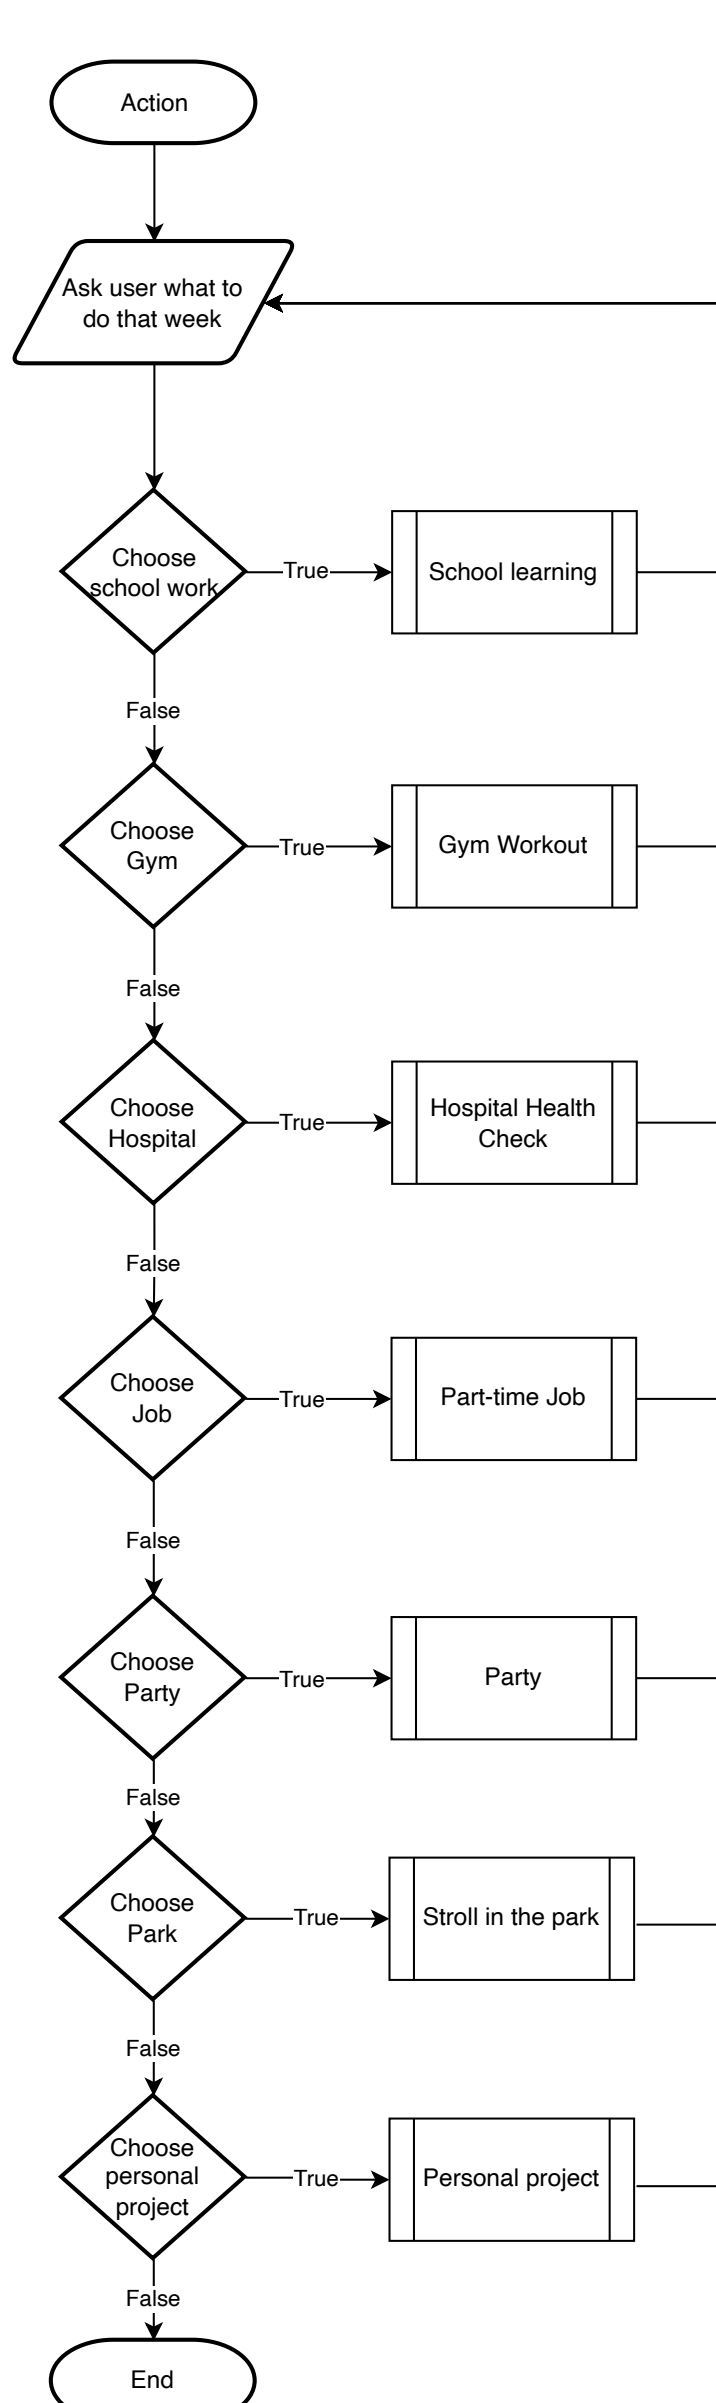 Action
Ask user what to
do that week
Choose
school work
True
School learning
False
Choose
Gym
True
Gym Workout
False
Choose
Hospital
True
Hospital Health
Check
False
Choose
Job
True
Part-time Job
False
Choose
Party
True
Party
False
Choose
Park
True
Stroll in the park
False
Choose
personal
project
True
Personal project
False
End